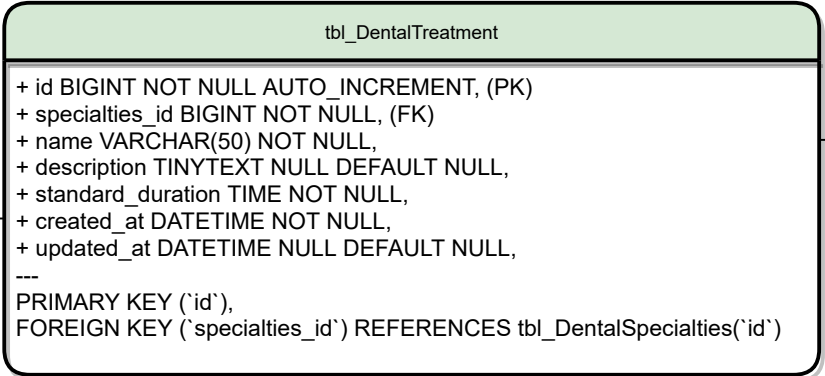 tbl_DentalTreatment
+ id BIGINT NOT NULL AUTO_INCREMENT, (PK)
+ specialties_id BIGINT NOT NULL, (FK)
+ name VARCHAR(50) NOT NULL,
+ description TINYTEXT NULL DEFAULT NULL,
+ standard_duration TIME NOT NULL,
+ created_at DATETIME NOT NULL,
+ updated_at DATETIME NULL DEFAULT NULL,
---
PRIMARY KEY (`id`),
FOREIGN KEY (`specialties_id`) REFERENCES tbl_DentalSpecialties(`id`)